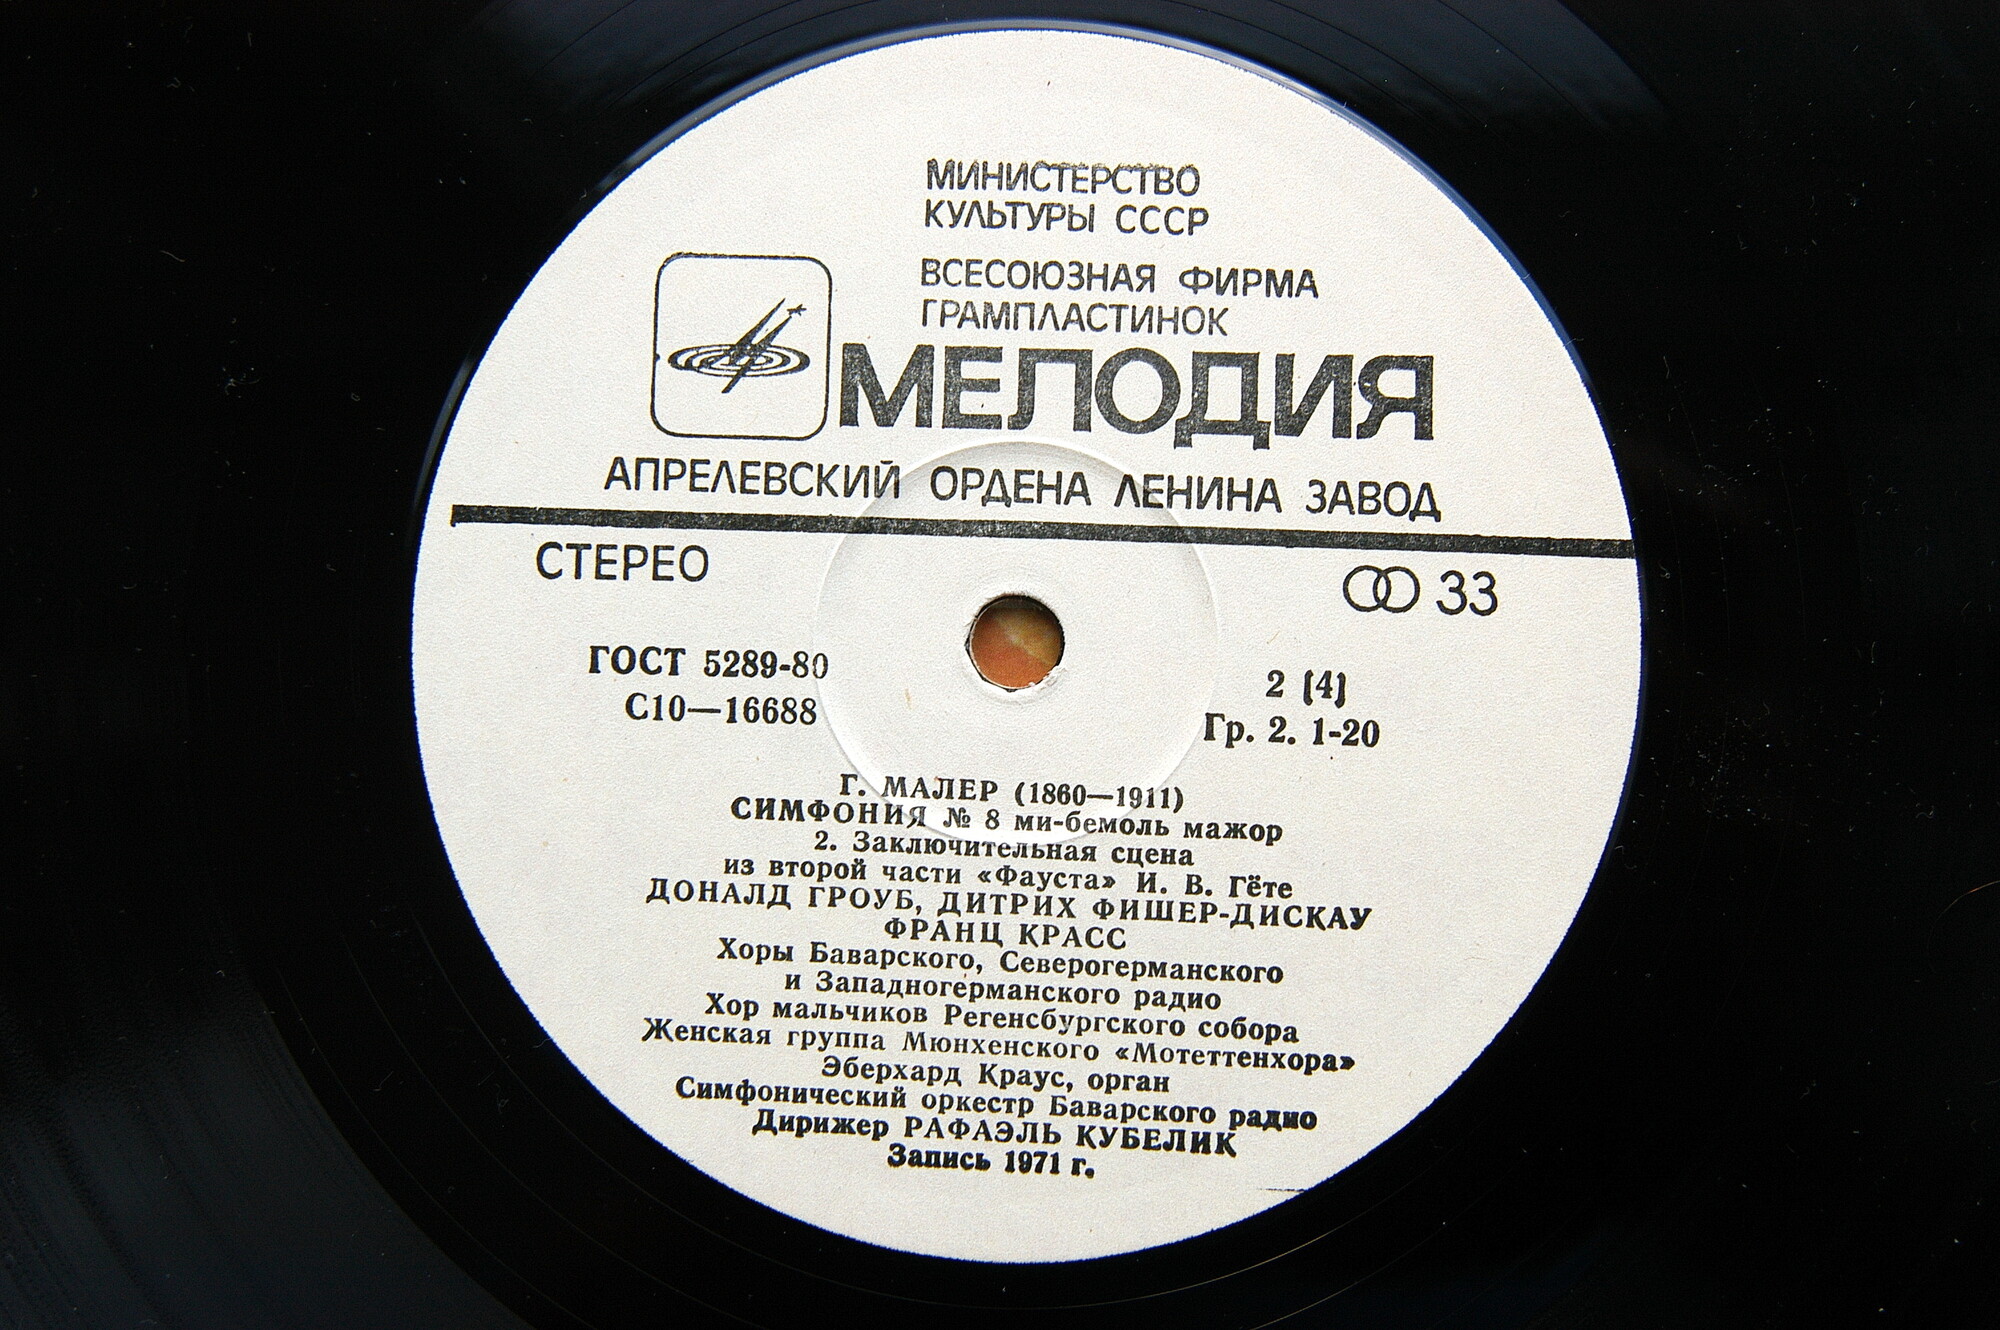 МИНИСТЕРСТВО
КУЛЬТУРЫ СССР
ВСЕСОЮЗНАЯ ФИРМА
ГРАМПЛАСТИНОК
МЕЛОДИЯ
АПРЕЛЕВСКИЙ ОРДЕНА ЛЕНИНА ЗАВОД
СТЕРЕО
33
ГОСТ 5289-80
С10—16688
2 (4)
Гр. 2. 1-20
Г. МАЛЕР (1860—1911)
СИМФОНИЯ № 8 ми-бемоль мажор
2. Заключительная сцена
из второй части «Фауста» И. В. Гёте
ДОНАЛД ГРОУБ, ДИТРИХ ФИШЕР-ДИСКАУ
ФРАНЦ КРАСС
Хоры Баварского, Северогерманского
и Западногерманского радио
Хор мальчиков Регенсбургского собора
Женская группа Мюнхенского «Мотеттенхора»
Эберхард Краус, орган
Симфонический оркестр Баварского радио
Дирижер РАФАЭЛЬ КУБЕЛИК
Запись 1971 г.